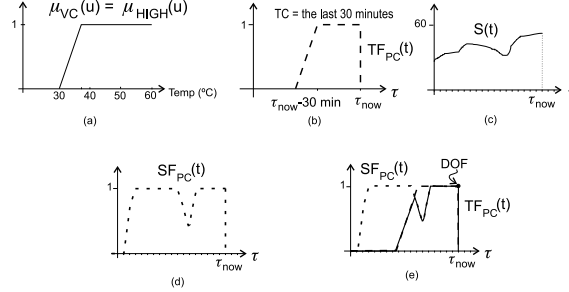 μVC(u) = μHIGH(u)
1
30 40 50 60 Temp (ºC)
(a)
TC = the last 30 minutes
1
TFPC(t)
τnow-30 min τnow τ
(b)
60
S(t)
τnow τ
(c)
SFPC(t)
1
τnow τ
(d)
SFPC(t) DOF
1
TFPC(t)
τnow τ
(e)